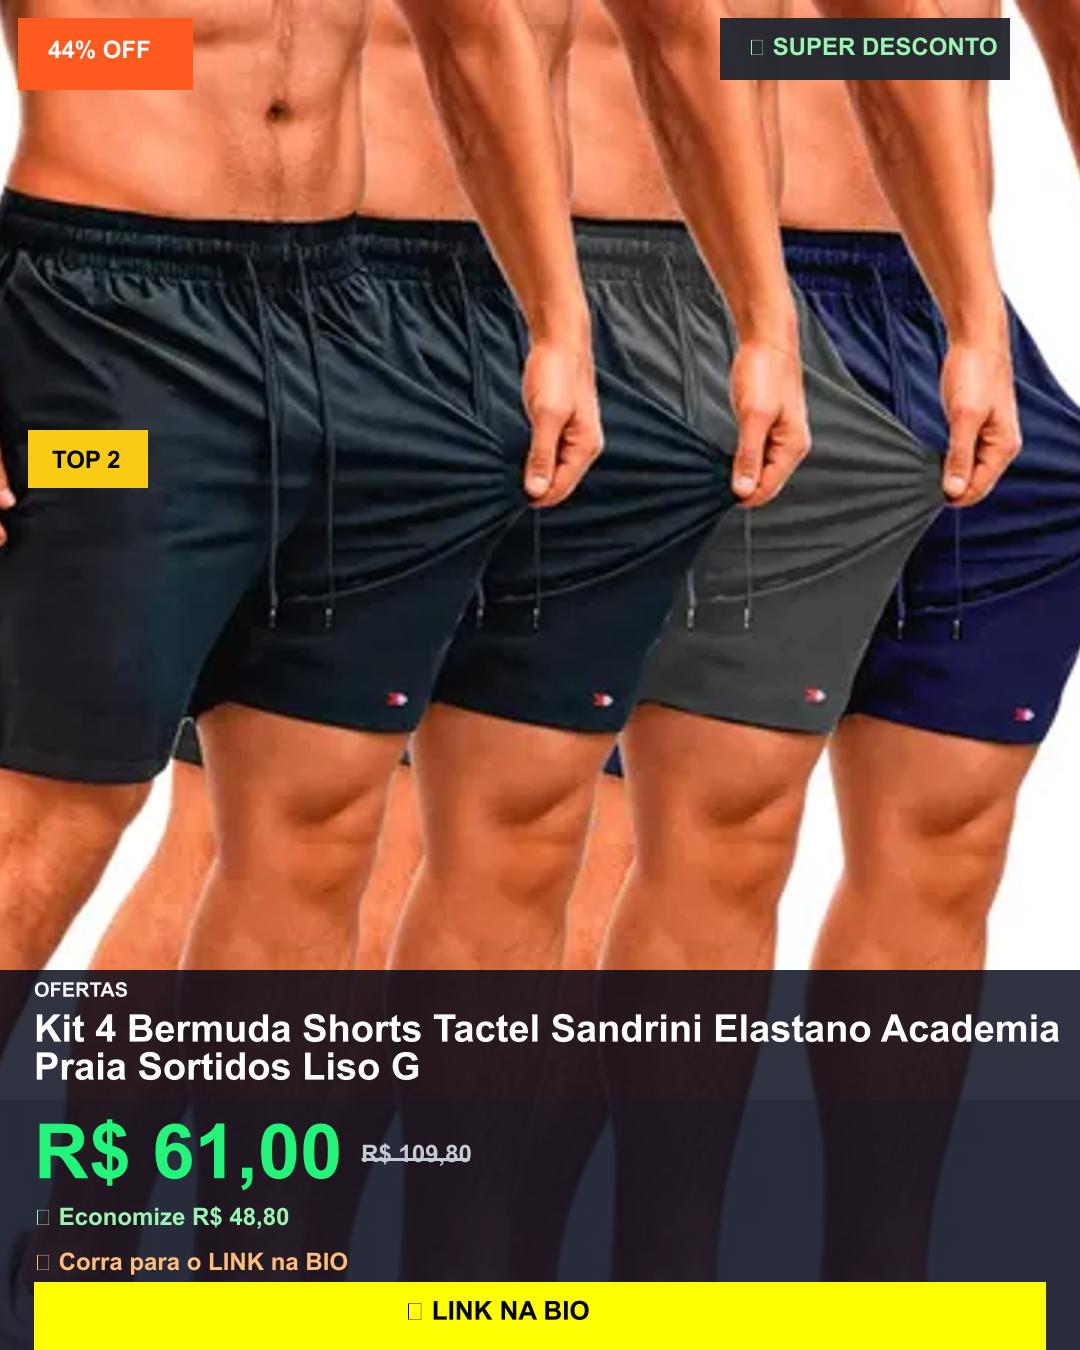 44% OFF
SUPER DESCONTO
TOP 2
OFERTAS
Kit 4 Bermuda Shorts Tactel Sandrini Elastano Academia
Praia Sortidos Liso G
R$ 61,00 R$ 109,80
Economize R$ 48,80
Corra para o LINK na BIO
LINK NA BIO